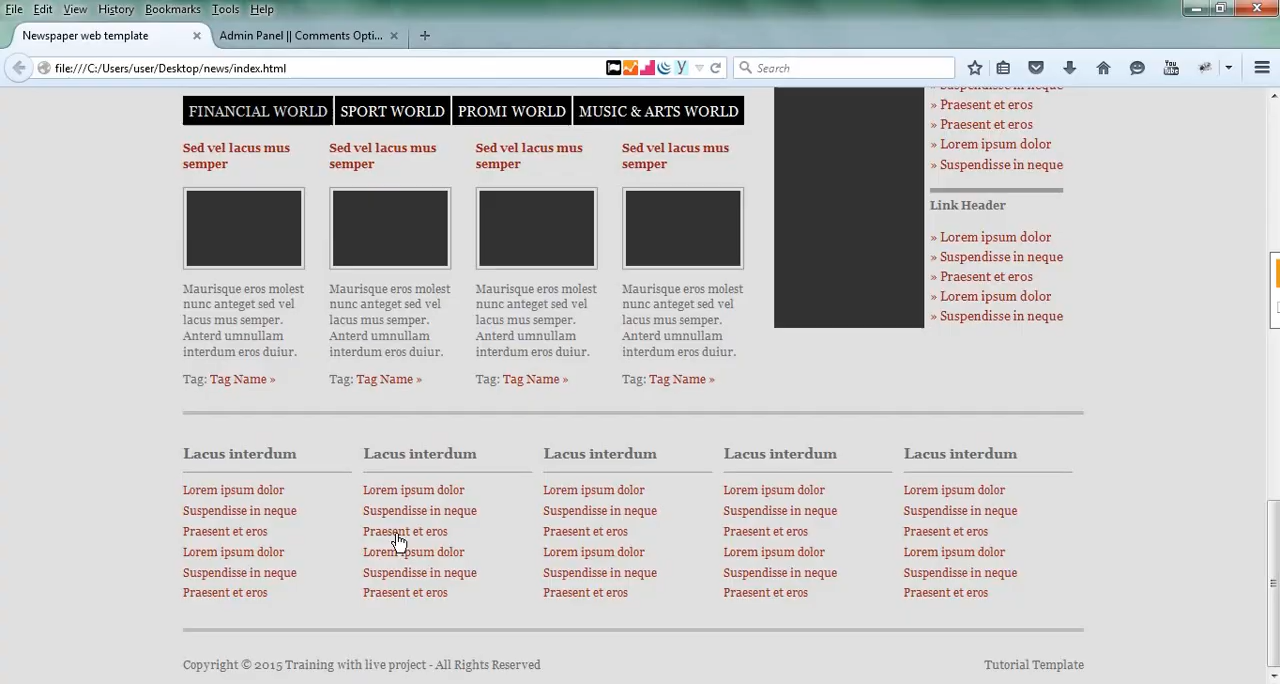 File Edit View History Bookmarks Tools Help
Newspaper web template
Admin Panel || Comments Opti...
file:///C:/Users/user/Desktop/news/index.html
Search
You Tube
FINANCIAL WORLD SPORT WORLD PROMI WORLD MUSIC & ARTS WORLD
Sed vel lacus mus
semper
Maurisque eros molest
nunc anteget sed vel
lacus mus semper.
Anterd umnullam
interdum eros duiur.
Tag: Tag Name »
Sed vel lacus mus
semper
Maurisque eros molest
nunc anteget sed vel
lacus mus semper.
Anterd umnullam
interdum eros duiur.
Tag: Tag Name »
Sed vel lacus mus
semper
Maurisque eros molest
nunc anteget sed vel
lacus mus semper.
Anterd umnullam
interdum eros duiur.
Tag: Tag Name »
Sed vel lacus mus
semper
Maurisque eros molest
nunc anteget sed vel
lacus mus semper.
Anterd umnullam
interdum eros duiur.
Tag: Tag Name »
» Suspendisse in neque
» Praesent et eros
» Praesent et eros
» Lorem ipsum dolor
» Suspendisse in neque
Link Header
» Lorem ipsum dolor
» Suspendisse in neque
» Praesent et eros
» Lorem ipsum dolor
» Suspendisse in neque
Lacus interdum
Lorem ipsum dolor
Suspendisse in neque
Praesent et eros
Lorem ipsum dolor
Suspendisse in neque
Praesent et eros
Lacus interdum
Lorem ipsum dolor
Suspendisse in neque
Praesent et eros
Lorem ipsum dolor
Suspendisse in neque
Praesent et eros
Lacus interdum
Lorem ipsum dolor
Suspendisse in neque
Praesent et eros
Lorem ipsum dolor
Suspendisse in neque
Praesent et eros
Lacus interdum
Lorem ipsum dolor
Suspendisse in neque
Praesent et eros
Lorem ipsum dolor
Suspendisse in neque
Praesent et eros
Lacus interdum
Lorem ipsum dolor
Suspendisse in neque
Praesent et eros
Lorem ipsum dolor
Suspendisse in neque
Praesent et eros
Copyright © 2015 Training with live project - All Rights Reserved
Tutorial Template